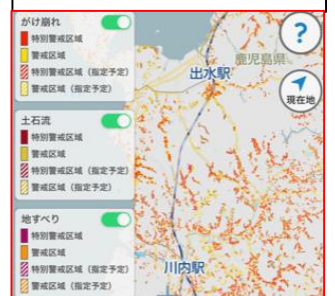 がけ崩れ
特別警戒区域
警戒区域
特別警戒区域（指定予定）
警戒区域（指定予定）
土石流
特別警戒区域
警戒区域
特別警戒区域（指定予定）
警戒区域（指定予定）
地すべり
特別警戒区域
警戒区域
特別警戒区域（指定予定）
警戒区域（指定予定）
鹿児島県
出水駅
川内駅
?
現在地